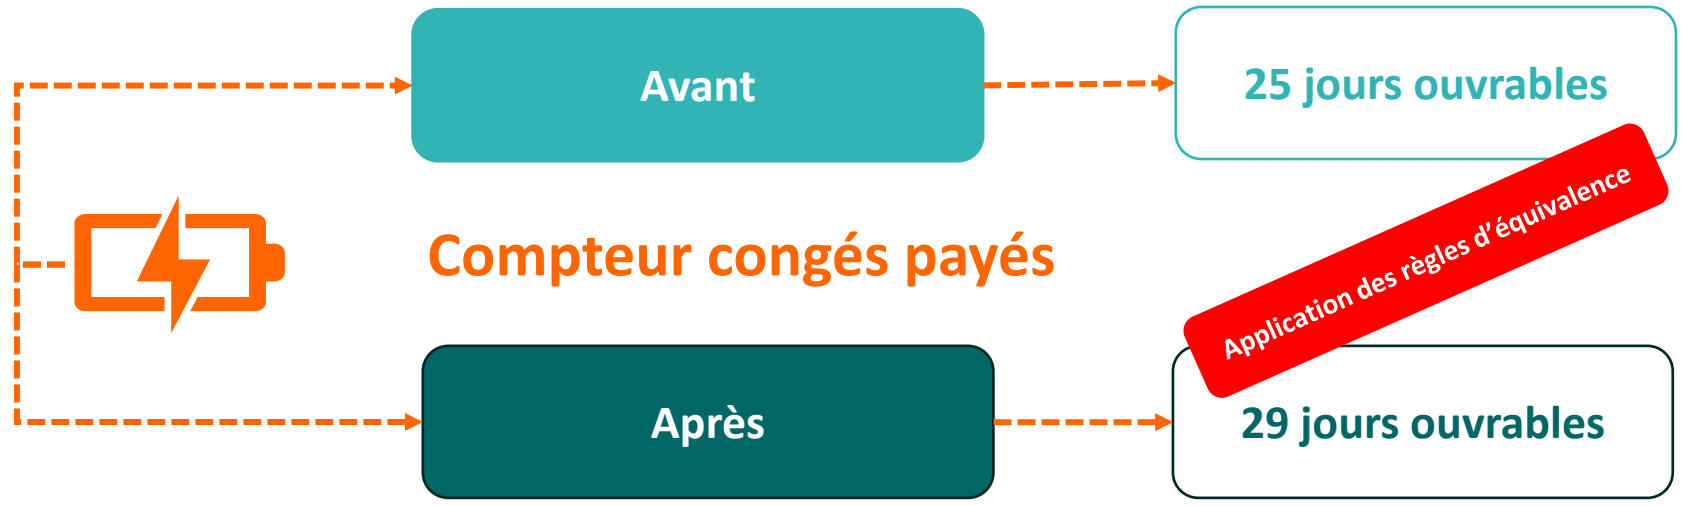 Avant
25 jours ouvrables
Application des règles d’équivalence
Compteur congés payés
Après
29 jours ouvrables